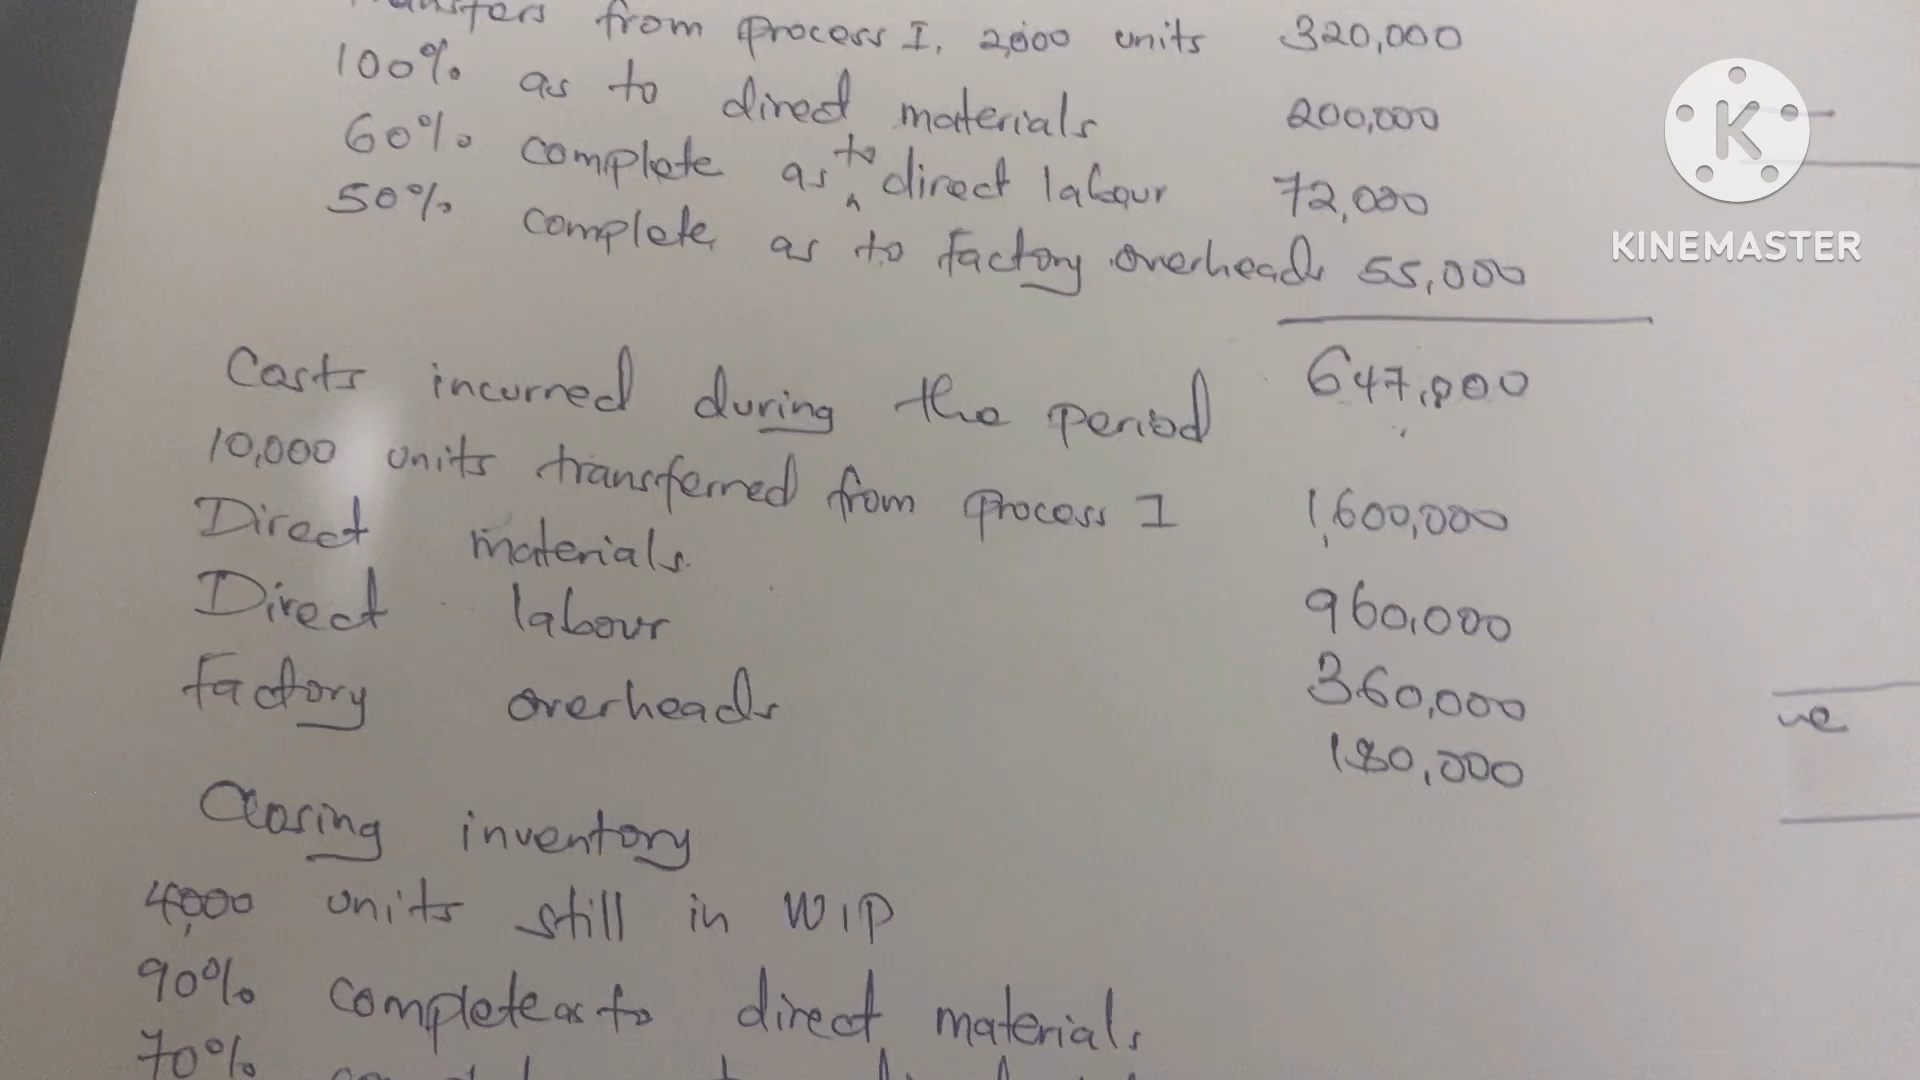 from process I, 2,000 units 320,000
100% as to direct materials 200,000
60% complete as to direct labour 72,000
50% complete as to factory overheads 55,000
647,000
Costs incurred during the period
10,000 units transferred from process I 1,600,000
Direct materials 960,000
Direct labour 360,000
Factory overheads 180,000
Closing inventory
4,000 units still in WIP
90% complete as to direct materials
70%
K
KINEMASTER
ve